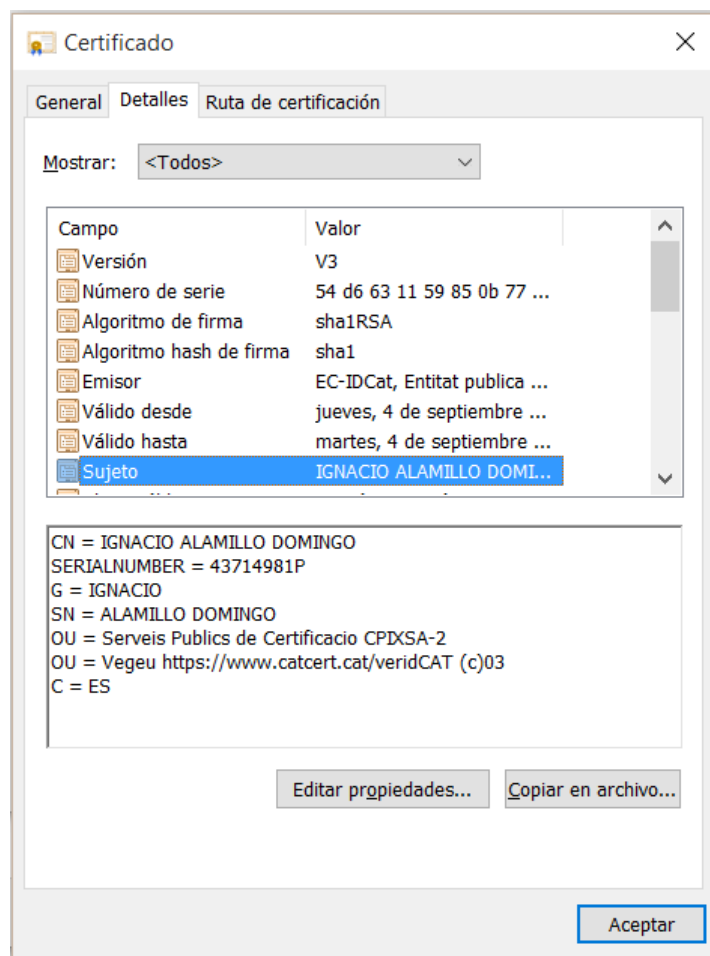 Certificado
General Detalles Ruta de certificación
Mostrar: <Todos>
Campo Valor
Versión V3
Número de serie 54 d6 63 11 59 85 0b 77 ...
Algoritmo de firma sha1RSA
Algoritmo hash de firma sha1
Emisor EC-IDCat, Entitat publica ...
Válido desde jueves, 4 de septiembre ...
Válido hasta martes, 4 de septiembre ...
Sujeto IGNACIO ALAMILLO DOMI...
CN = IGNACIO ALAMILLO DOMINGO
SERIALNUMBER = 43714981P
G = IGNACIO
SN = ALAMILLO DOMINGO
OU = Serveis Publics de Certificacio CPIXSA-2
OU = Vegeu https://www.catcert.cat/veridCAT (c)03
C = ES
Editar propiedades... Copiar en archivo...
Aceptar